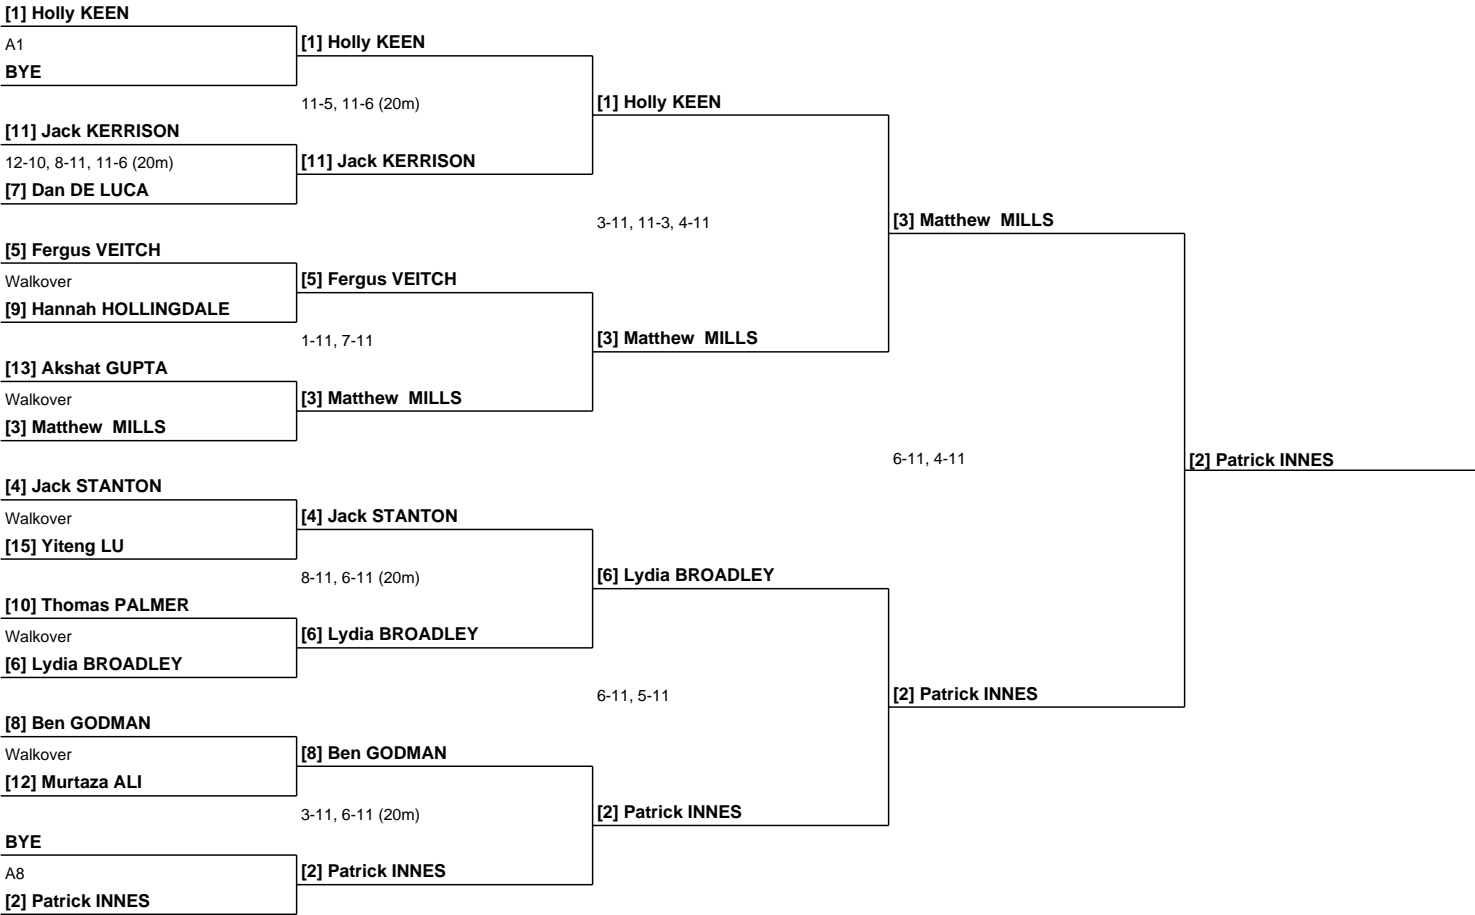 [1] Holly KEEN
A1
BYE
[11] Jack KERRISON
12-10, 8-11, 11-6 (20m)
[7] Dan DE LUCA
[5] Fergus VEITCH
Walkover
[9] Hannah HOLLINGDALE
[13] Akshat GUPTA
Walkover
[3] Matthew  MILLS
[4] Jack STANTON
Walkover
[15] Yiteng LU
[10] Thomas PALMER
Walkover
[6] Lydia BROADLEY
[8] Ben GODMAN
Walkover
[12] Murtaza ALI
BYE
A8
[2] Patrick INNES
[1] Holly KEEN
11-5, 11-6 (20m)
[11] Jack KERRISON
[5] Fergus VEITCH
1-11, 7-11
[3] Matthew  MILLS
[4] Jack STANTON
8-11, 6-11 (20m)
[6] Lydia BROADLEY
[8] Ben GODMAN
3-11, 6-11 (20m)
[2] Patrick INNES
[1] Holly KEEN
3-11, 11-3, 4-11
[3] Matthew  MILLS
[6] Lydia BROADLEY
6-11, 5-11
[2] Patrick INNES
[3] Matthew  MILLS
6-11, 4-11
[2] Patrick INNES
[2] Patrick INNES